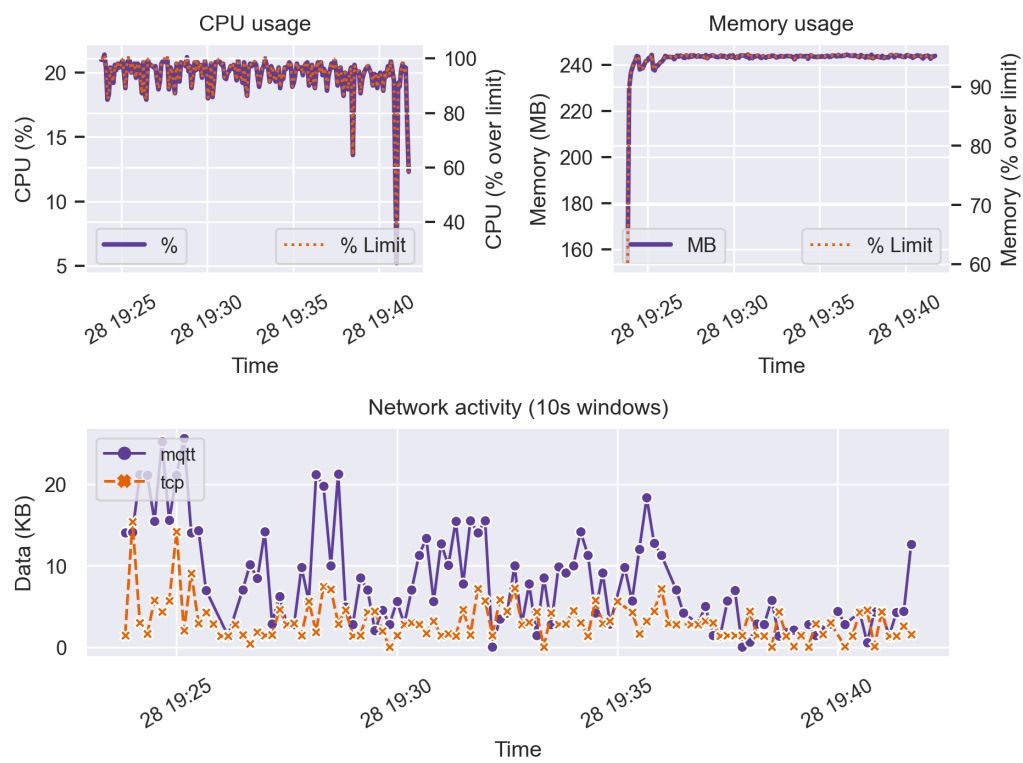 CPU usage
Memory usage
CPU (%)
20
15
10
5
100
80
60
40
CPU (% over limit)
%
% Limit
28 19:25
28 19:30
28 19:35
28 19:40
Time
Memory (MB)
240
220
200
180
160
90
80
70
60
Memory (% over limit)
MB
% Limit
28 19:25
28 19:30
28 19:35
28 19:40
Time
Network activity (10s windows)
Data (KB)
20
10
0
mqtt
tcp
28 19:25
28 19:30
28 19:35
28 19:40
Time